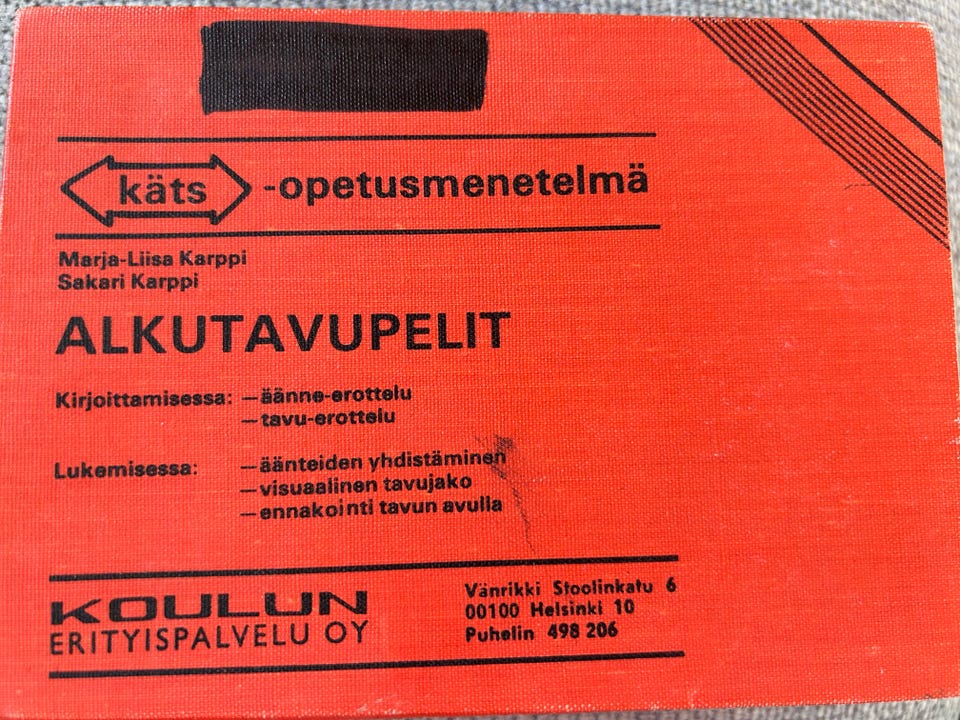 käts -opetusmenetelmä
Marja-Liisa Karppi
Sakari Karppi
ALKUTAVUPELIT
Kirjoittamisessa: —äänne-erottelu
—tavu-erottelu
Lukemisessa: —äänteiden yhdistäminen
—visuaalinen tavujako
—ennakointi tavun avulla
KOULUN
ERITYISPALVELU OY
Vänrikki Stoolinkatu 6
00100 Helsinki 10
Puhelin 498 206